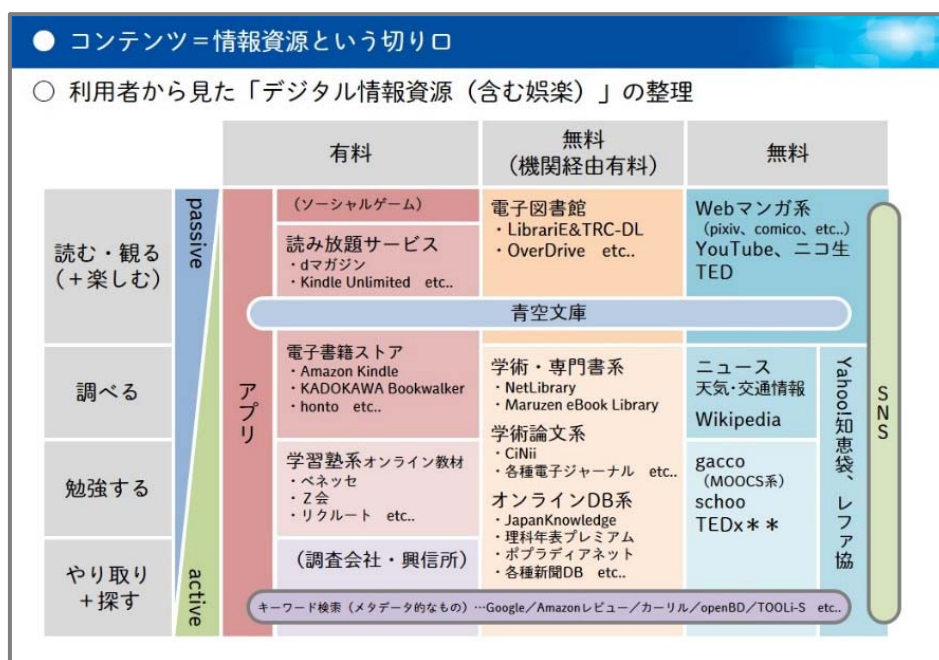 ● コンテンツ＝情報資源という切り口
○ 利用者から見た「デジタル情報資源（含む娯楽）」の整理
有料
無料
（機関経由有料）
無料
読む・観る
（＋楽しむ）
調べる
勉強する
やり取り
＋探す
passive
active
アプリ
（ソーシャルゲーム）
読み放題サービス
・dマガジン
・Kindle Unlimited etc..
電子書籍ストア
・Amazon Kindle
・KADOKAWA Bookwalker
・honto etc..
学習塾系オンライン教材
・ベネッセ
・Z会
・リクルート etc..
（調査会社・興信所）
電子図書館
・LibrariE&TRC-DL
・OverDrive etc..
青空文庫
学術・専門書系
・NetLibrary
・Maruzen eBook Library
学術論文系
・CiNii
・各種電子ジャーナル etc..
オンラインDB系
・JapanKnowledge
・理科年表プレミアム
・ポプラディアネット
・各種新聞DB etc..
Webマンガ系
（pixiv、comico、etc..）
YouTube、ニコ生
TED
ニュース
天気・交通情報
Wikipedia
gacco
（MOOCS系）
schoo
TEDx＊＊
Yahoo!知恵袋、レファ協
SNS
キーワード検索（メタデータ的なもの）…Google／Amazonレビュー／カーリル／openBD／TOOLi-S etc..